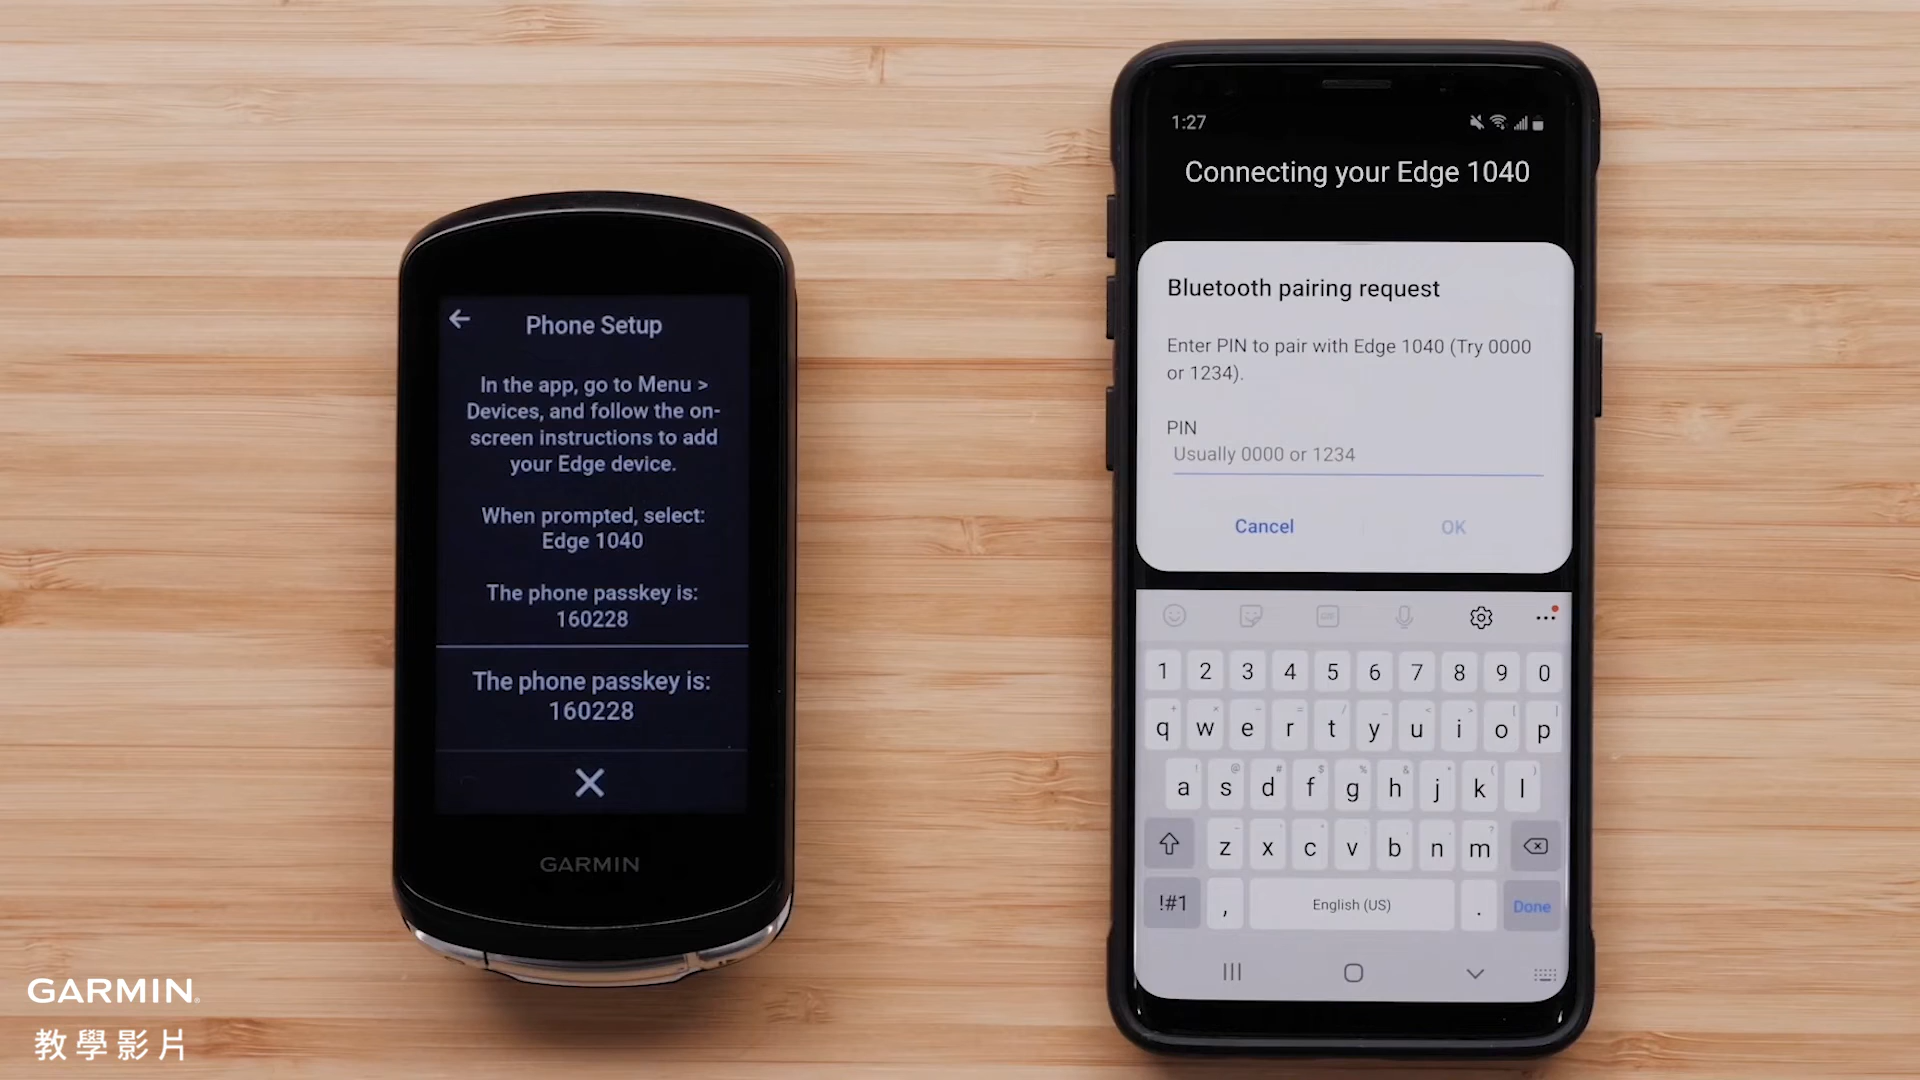 Phone Setup
In the app, go to Menu >
Devices, and follow the on-
screen instructions to add
your Edge device.
When prompted, select:
Edge 1040
The phone passkey is:
160228
The phone passkey is:
160228
GARMIN
1:27
Connecting your Edge 1040
Bluetooth pairing request
Enter PIN to pair with Edge 1040 (Try 0000
or 1234).
PIN
Usually 0000 or 1234
Cancel OK
1 2 3 4 5 6 7 8 9 0
q w e r t y u i o p
a s d f g h j k l
z x c v b n m
!#1 , English (US) . Done
GARMIN
教學影片